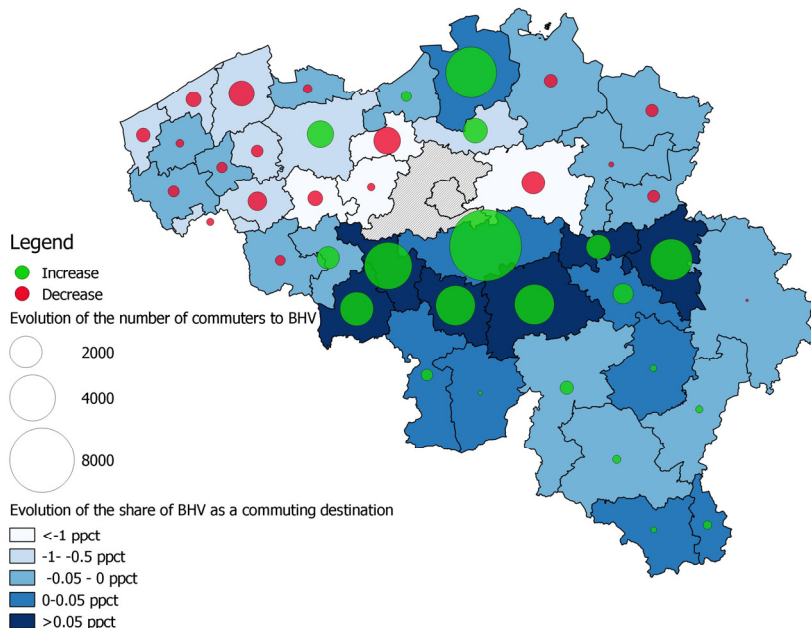 Legend
Increase
Decrease
Evolution of the number of commuters to BHV
2000
4000
8000
Evolution of the share of BHV as a commuting destination
<-1 ppct
-1- -0.5 ppct
-0.05 - 0 ppct
0-0.05 ppct
>0.05 ppct